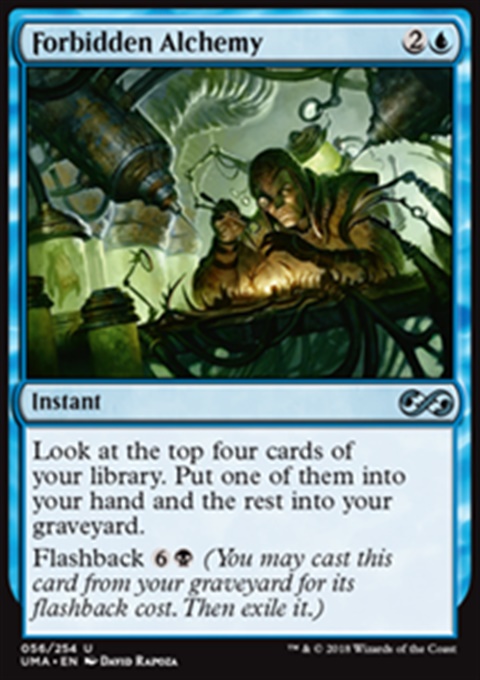 Forbidden Alchemy 2
Instant
Look at the top four cards of
your library. Put one of them into
your hand and the rest into your
graveyard.
Flashback 6 (You may cast this
card from your graveyard for its
flashback cost. Then exile it.)
056/254 U
UMA • EN David Rapoza
™ & © 2018 Wizards of the Coast